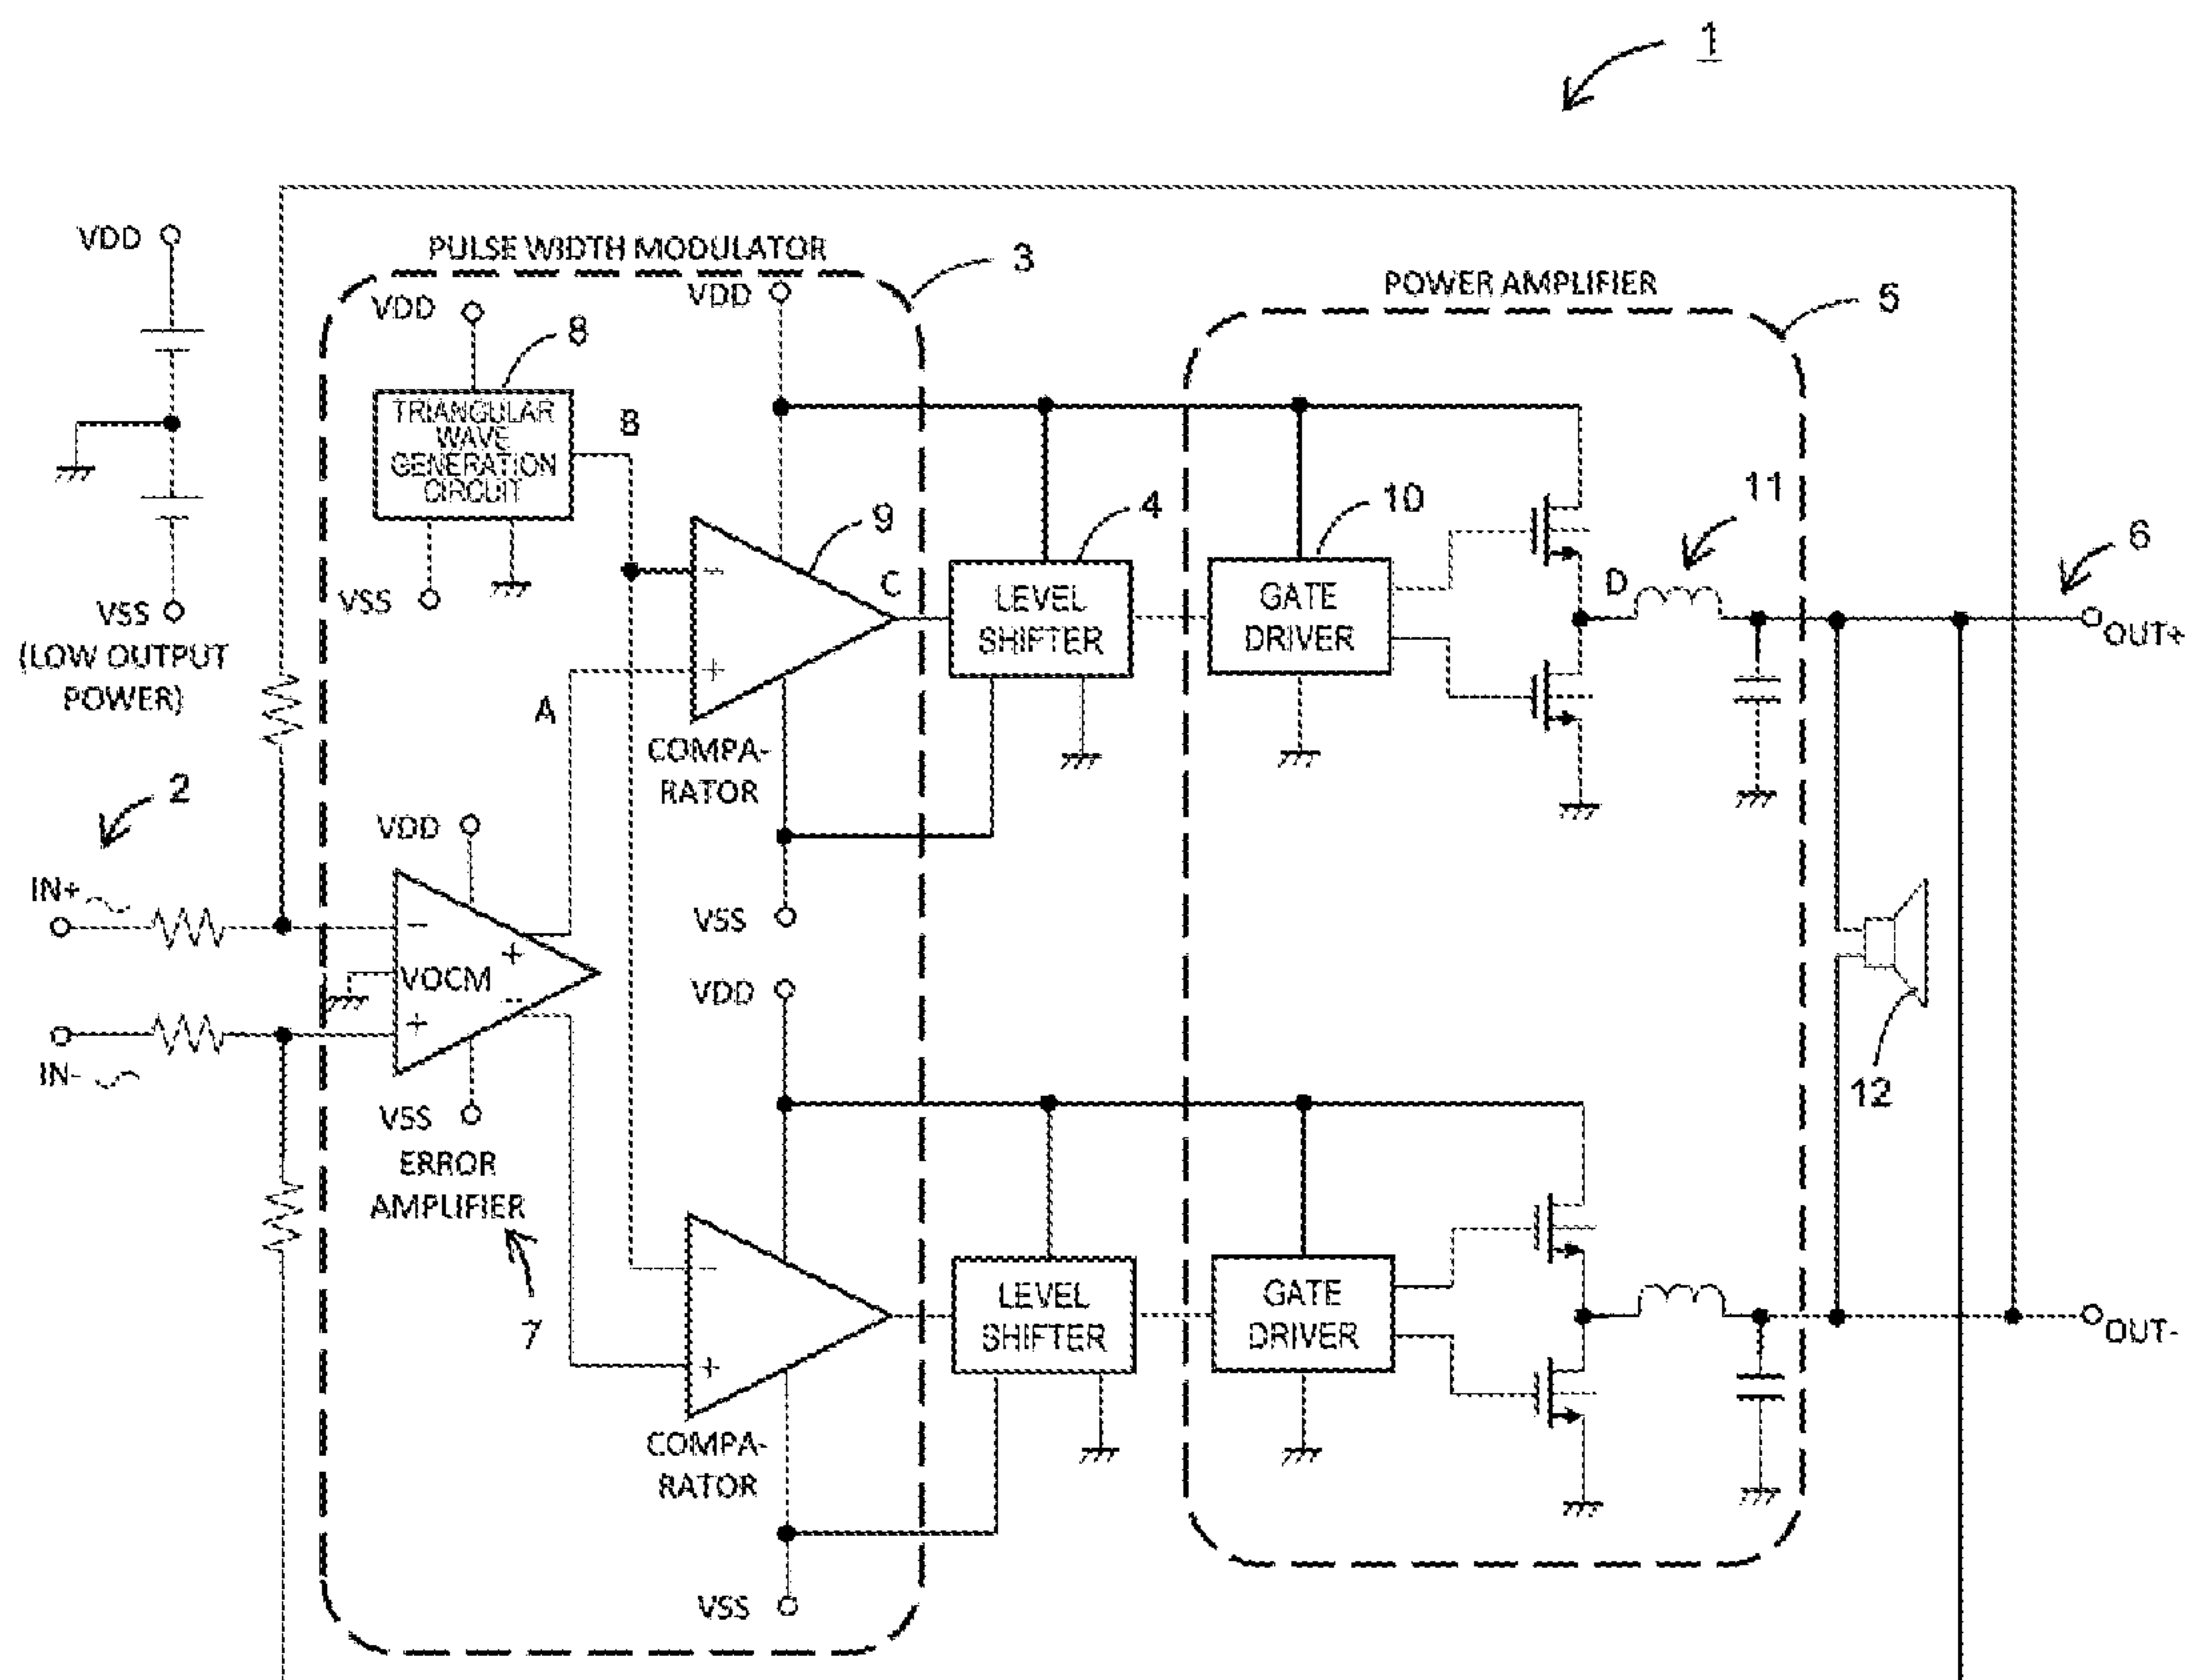 1
VDD
PULSE WIDTH MODULATOR
3
VDD
VDD
8
POWER AMPLIFIER
5
TRIANGULAR
WAVE
GENERATION
CIRCUIT
B
VSS
VSS
(LOW OUTPUT
POWER)
−
9
+
C
A
COMPA-
RATOR
4
LEVEL
SHIFTER
10
GATE
DRIVER
D
11
6
OUT+
2
IN+
VDD
−
+
VOCM
−
+
IN-
VSS
ERROR
AMPLIFIER
7
VSS
VDD
12
−
+
COMPA-
RATOR
LEVEL
SHIFTER
GATE
DRIVER
OUT-
VSS